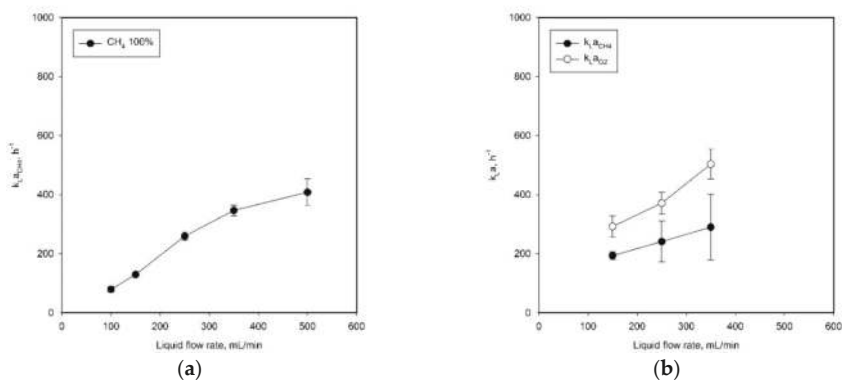 CH4 100%
1000
800
600
400
200
0
kLaCH4, h-1
0 100 200 300 400 500 600
Liquid flow rate, mL/min
(a)
kLaCH4
kLaO2
1000
800
600
400
200
0
kLa, h-1
0 100 200 300 400 500 600
Liquid flow rate, mL/min
(b)